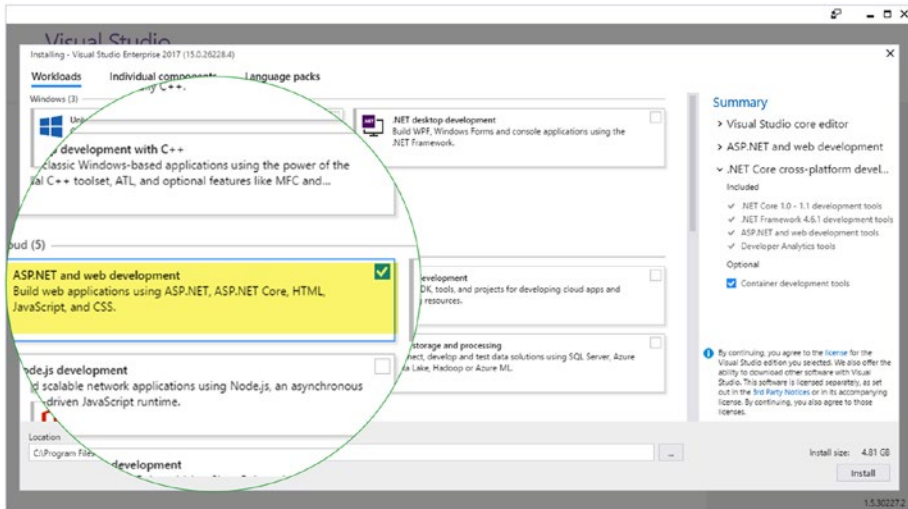 Visual Studio
Installing - Visual Studio Enterprise 2017 (15.0.26228.4)
Workloads Individual components Language packs
C++.
Windows (3)
.NET desktop development
Build WPF, Windows Forms and console applications using the
.NET Framework.
development with C++
classic Windows-based applications using the power of the
C++ toolset, ATL, and optional features like MFC and...
(5)
ASP.NET and web development
Build web applications using ASP.NET, ASP.NET Core, HTML,
JavaScript, and CSS.
development
tools, and projects for developing cloud apps and
resources.
development
scalable network applications using Node.js, an asynchronous
-driven JavaScript runtime.
storage and processing
develop and test data solutions using SQL Server, Azure
Lake, Hadoop or Azure ML.
development
Location
C:\Program
...
Summary
Visual Studio core editor
ASP.NET and web development
.NET Core cross-platform devel...
Included
.NET Core 1.0 - 1.1 development tools
.NET Framework 4.6.1 development tools
ASP.NET and web development tools
Developer Analytics tools
Optional
Container development tools
By continuing, you agree to the license for the
Visual Studio edition you selected. We also offer the
ability to download other software with Visual
Studio. This software is licensed separately, as set
out in the 3rd Party Notices or in its accompanying
license. By continuing, you also agree to those
licenses.
Install size: 4.81 GB
Install
1.5.30227.2